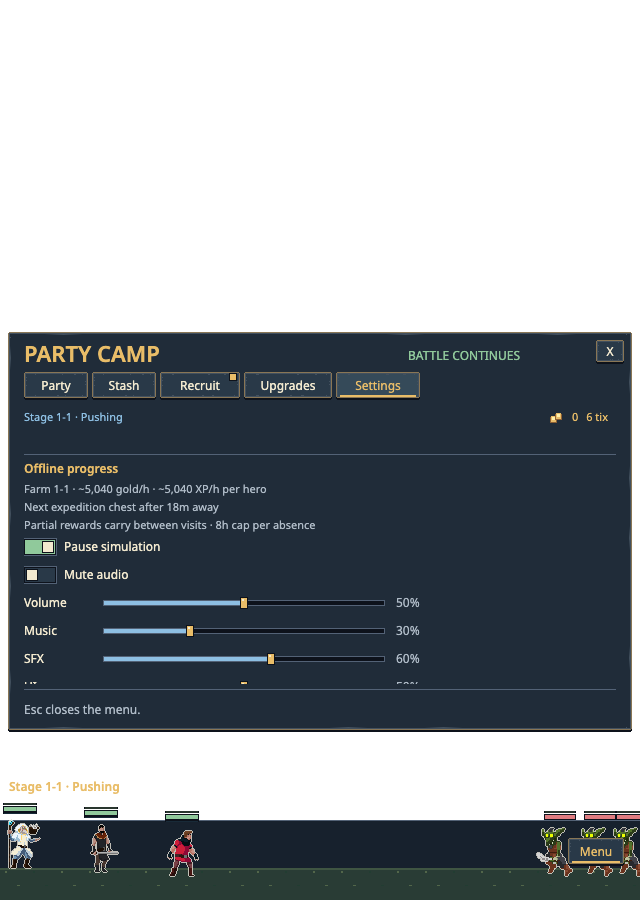 PARTY CAMP
BATTLE CONTINUES
X
Party
Stash
Recruit
Upgrades
Settings
Stage 1-1 · Pushing
0 6 tix
Offline progress
Farm 1-1 · ~5,040 gold/h · ~5,040 XP/h per hero
Next expedition chest after 18m away
Partial rewards carry between visits · 8h cap per absence
Pause simulation
Mute audio
Volume 50%
Music 30%
SFX 60%
Esc closes the menu.
Stage 1-1 · Pushing
Menu